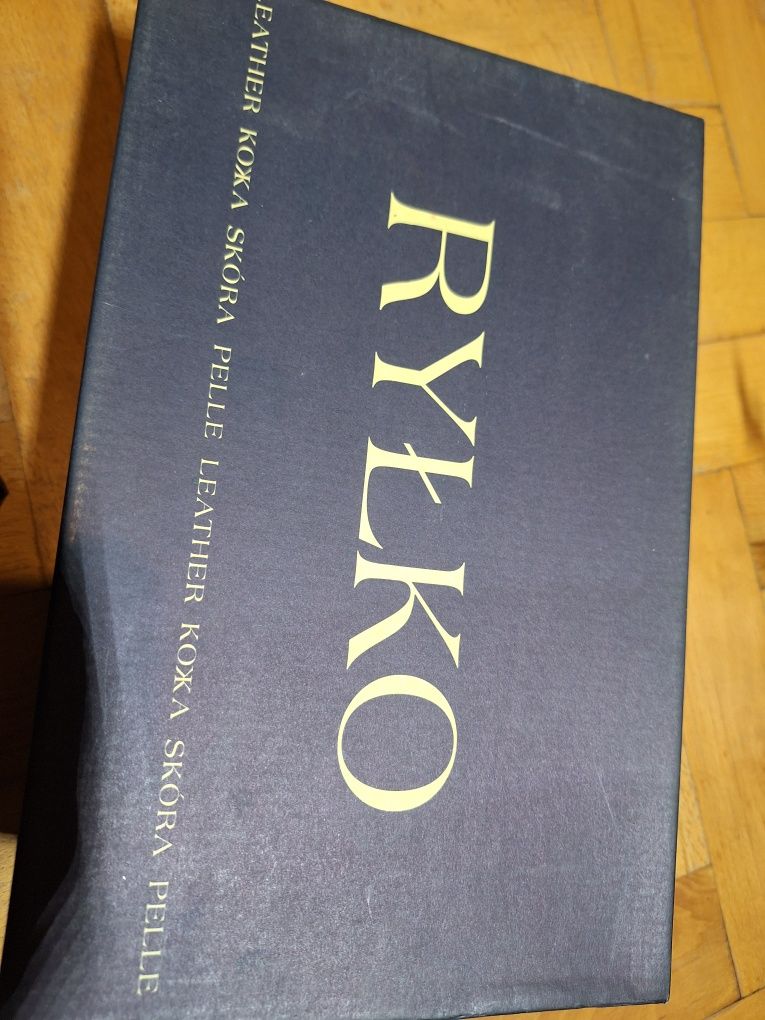 RYŁKO
LEATHER КОЖА SKÓRA PELLE LEATHER КОЖА SKÓRA PELLE